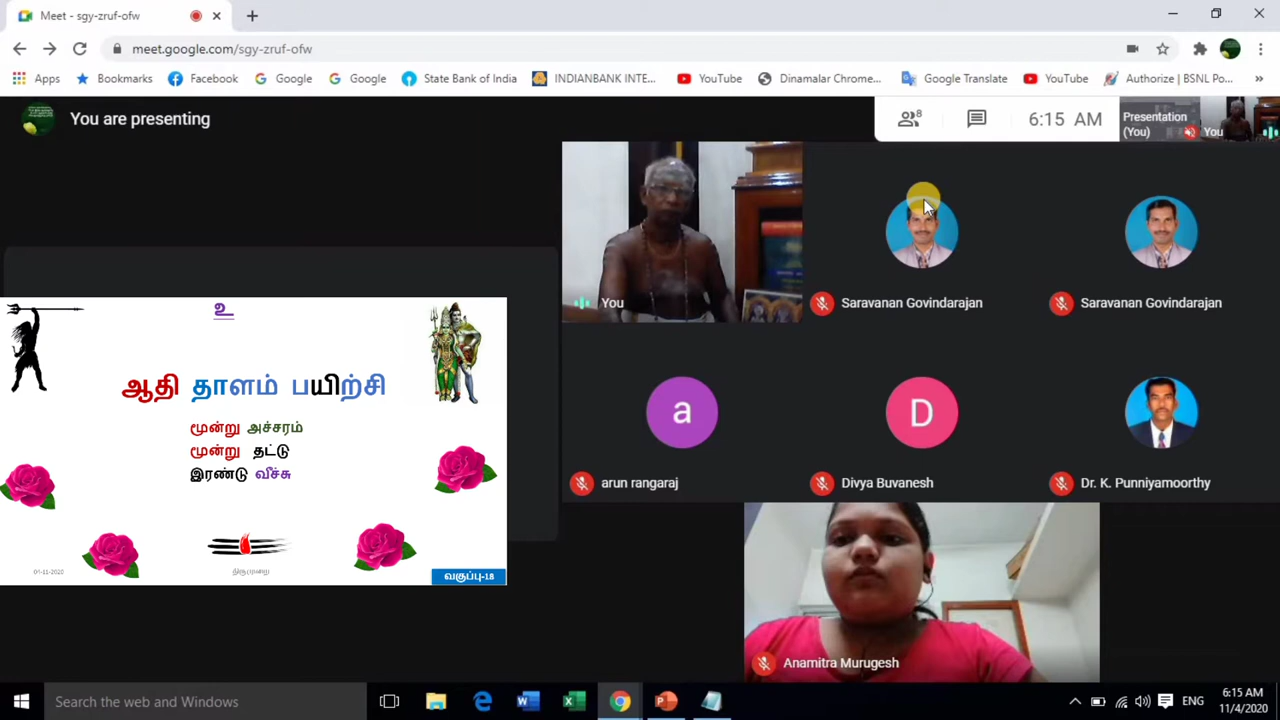 Meet - sgy-zruf-ofw
meet.google.com/sgy-zruf-ofw
Apps Bookmarks Facebook Google Google State Bank of India INDIANBANK INTE... YouTube Dinamalar Chrome... Google Translate YouTube Authorize | BSNL Po... »
You are presenting
8
6:15 AM
Presentation
(You)
You
You
Saravanan Govindarajan
Saravanan Govindarajan
உ
ஆதி தாளம் பயிற்சி
மூன்று அச்சரம்
மூன்று தட்டு
இரண்டு வீச்சு
04-11-2020
திருமுறை
வகுப்பு-18
a
arun rangaraj
D
Divya Buvanesh
Dr. K. Punniyamoorthy
Anamitra Murugesh
Search the web and Windows
ENG
6:15 AM
11/4/2020